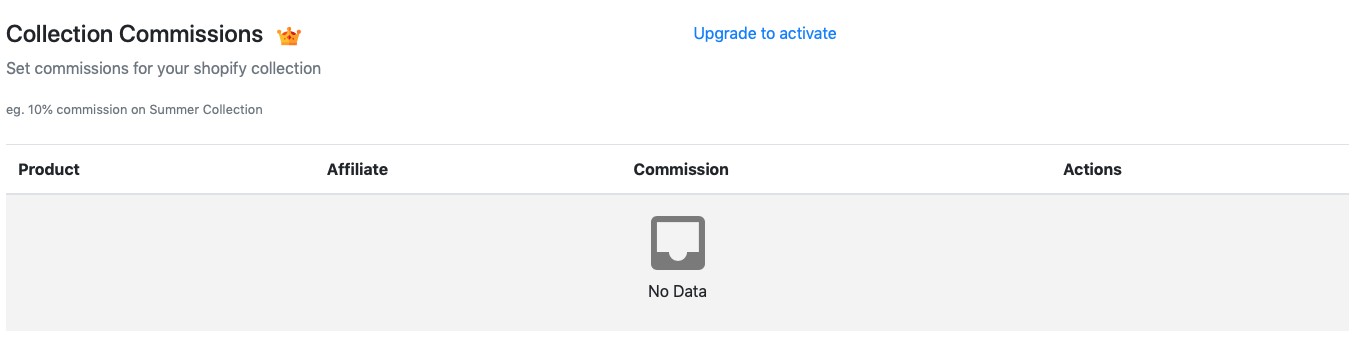 Collection Commissions
Upgrade to activate
Set commissions for your shopify collection
eg. 10% commission on Summer Collection
Product Affiliate Commission Actions
No Data